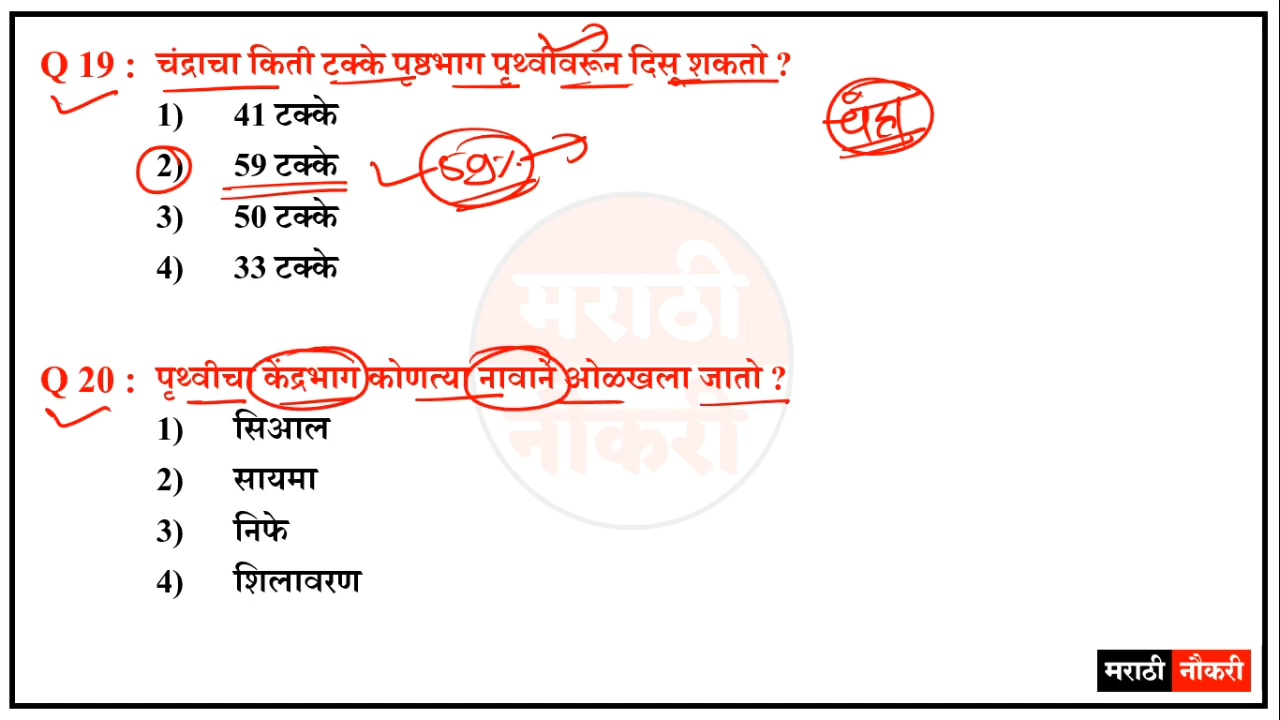 Q 19 : चंद्राचा किती टक्के पृष्ठभाग पृथ्वीवरून दिसू शकतो ?
1) 41 टक्के
2) 59 टक्के 59%
3) 50 टक्के
4) 33 टक्के
मराठी
नौकरी
Q 20 : पृथ्वीचा केंद्रभाग कोणत्या नावाने ओळखला जातो ?
1) सिआल
2) सायमा
3) निफे
4) शिलावरण
मराठी नौकरी